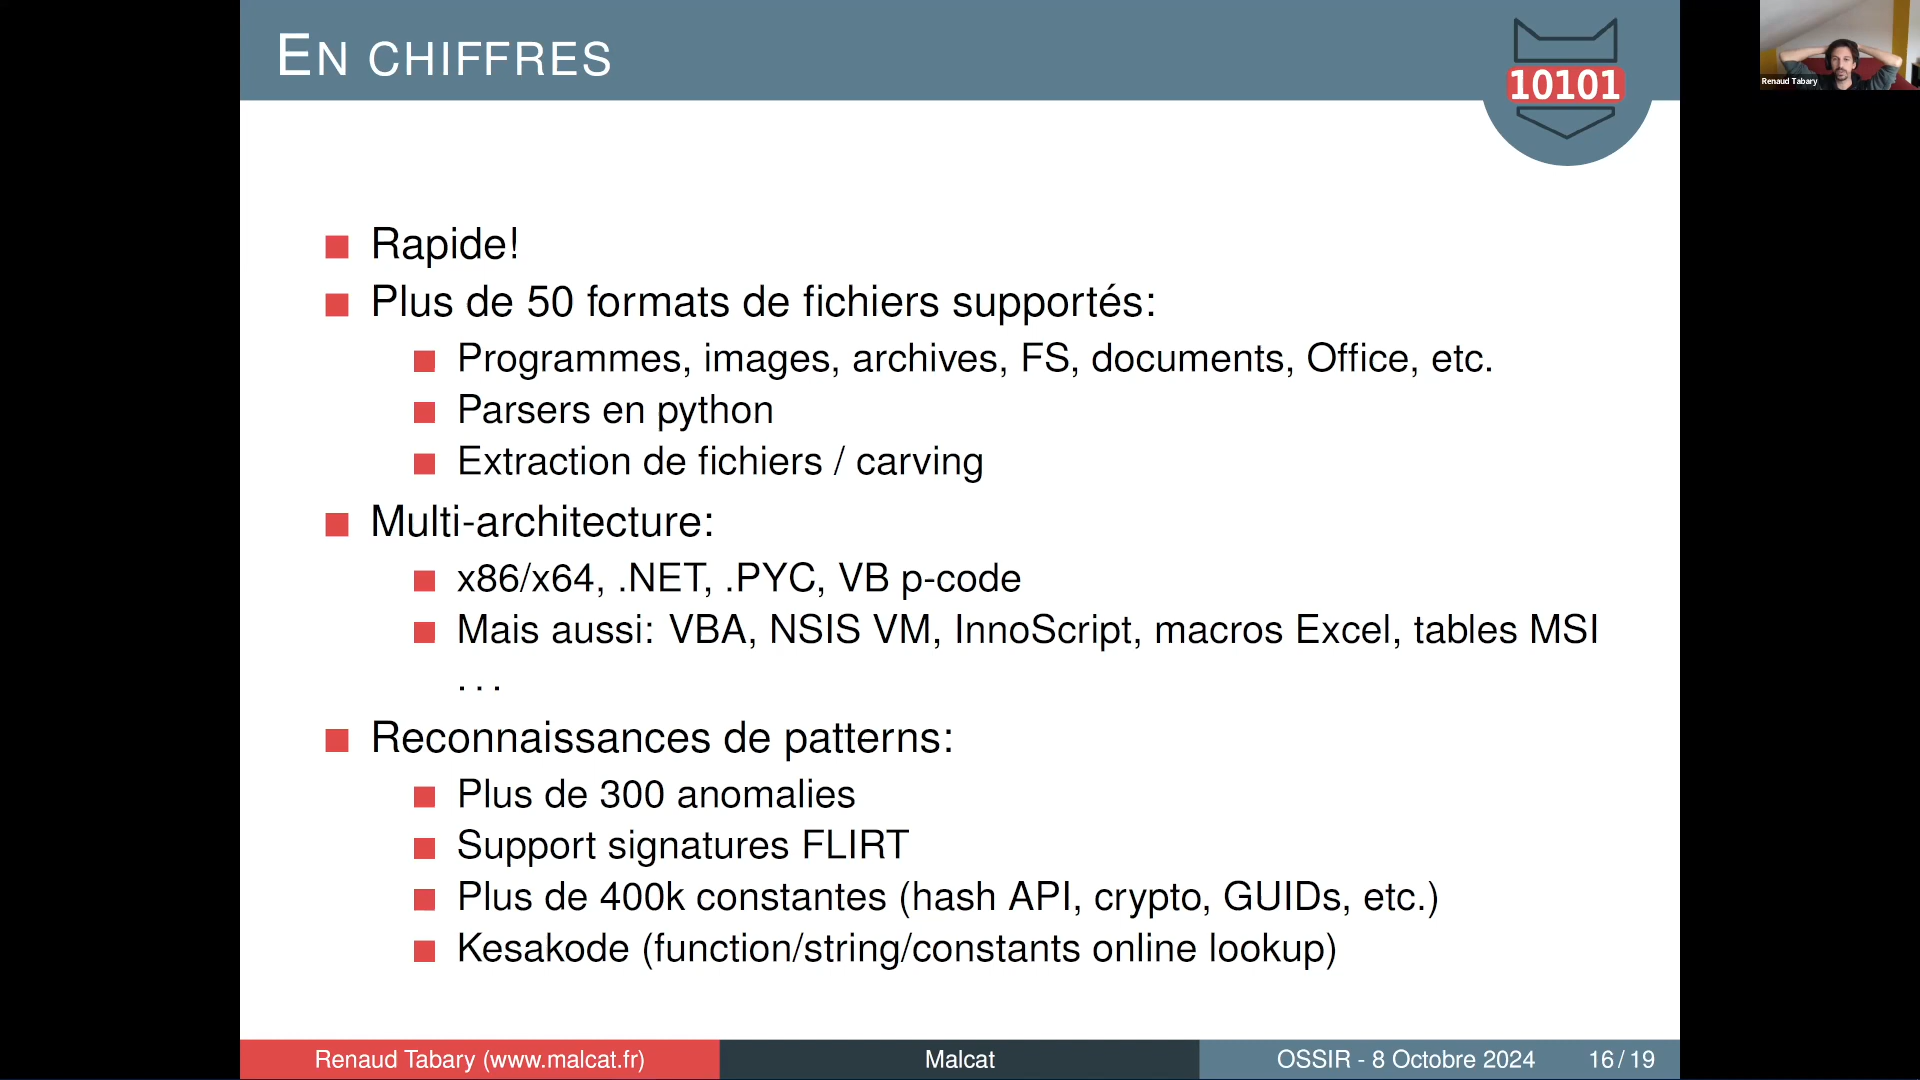 EN CHIFFRES
10101
Renaud Tabary
Rapide!
Plus de 50 formats de fichiers supportés:
Programmes, images, archives, FS, documents, Office, etc.
Parsers en python
Extraction de fichiers / carving
Multi-architecture:
x86/x64, .NET, .PYC, VB p-code
Mais aussi: VBA, NSIS VM, InnoScript, macros Excel, tables MSI
...
Reconnaissances de patterns:
Plus de 300 anomalies
Support signatures FLIRT
Plus de 400k constantes (hash API, crypto, GUIDs, etc.)
Kesakode (function/string/constants online lookup)
Renaud Tabary (www.malcat.fr)
Malcat
OSSIR - 8 Octobre 2024
16 / 19